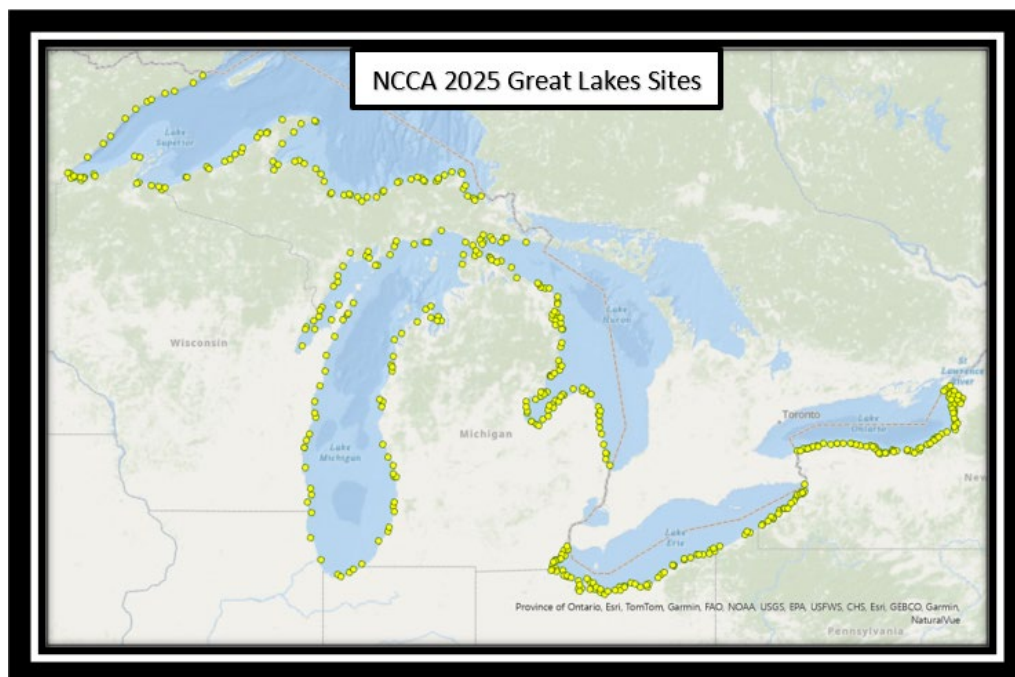 NCCA 2025 Great Lakes Sites
Lake
Superior
Wisconsin
Lake
Huron
St
Lawrence
River
Toronto
Lake
Ontario
Michigan
Lake
Michigan
New
Lake
Erie
Province of Ontario, Esri, TomTom, Garmin, FAO, NOAA, USGS, EPA, USFWS, CHS, Esri, GEBCO, Garmin,
NaturalVue
Pennsylvania